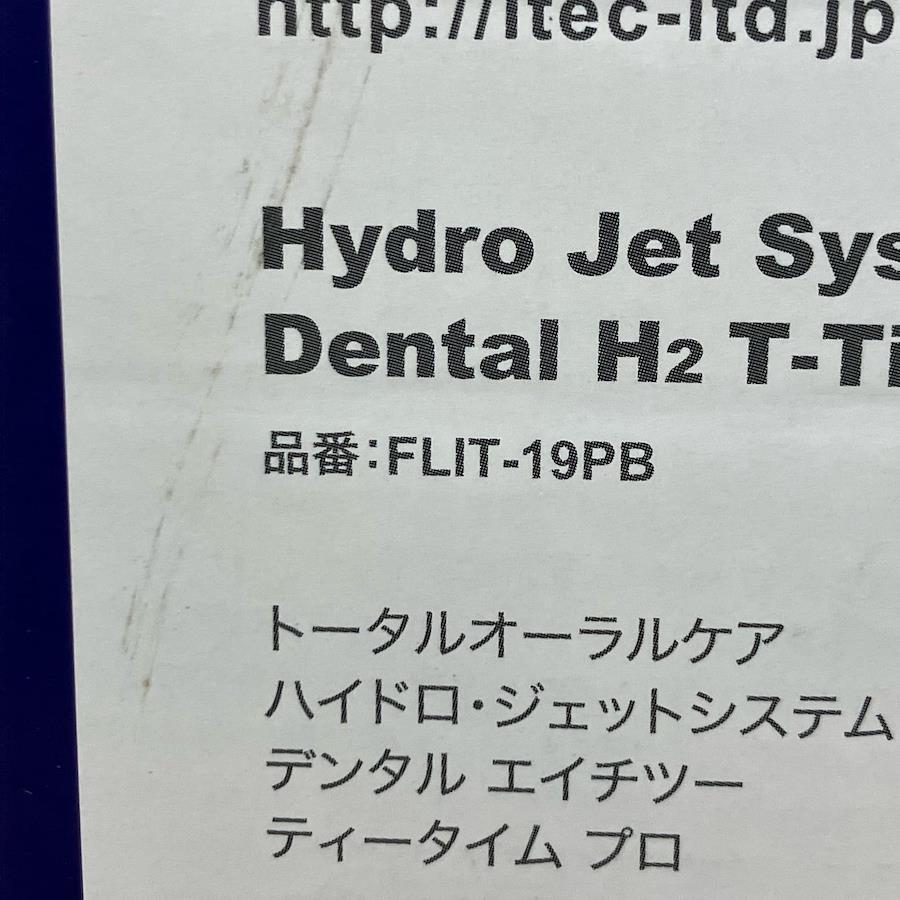 http://itec-ltd.jp
Hydro Jet Sys
Dental H2 T-Ti
品番:FLIT-19PB
トータルオーラルケア
ハイドロ・ジェットシステム
デンタル エイチツー
ティータイム プロ